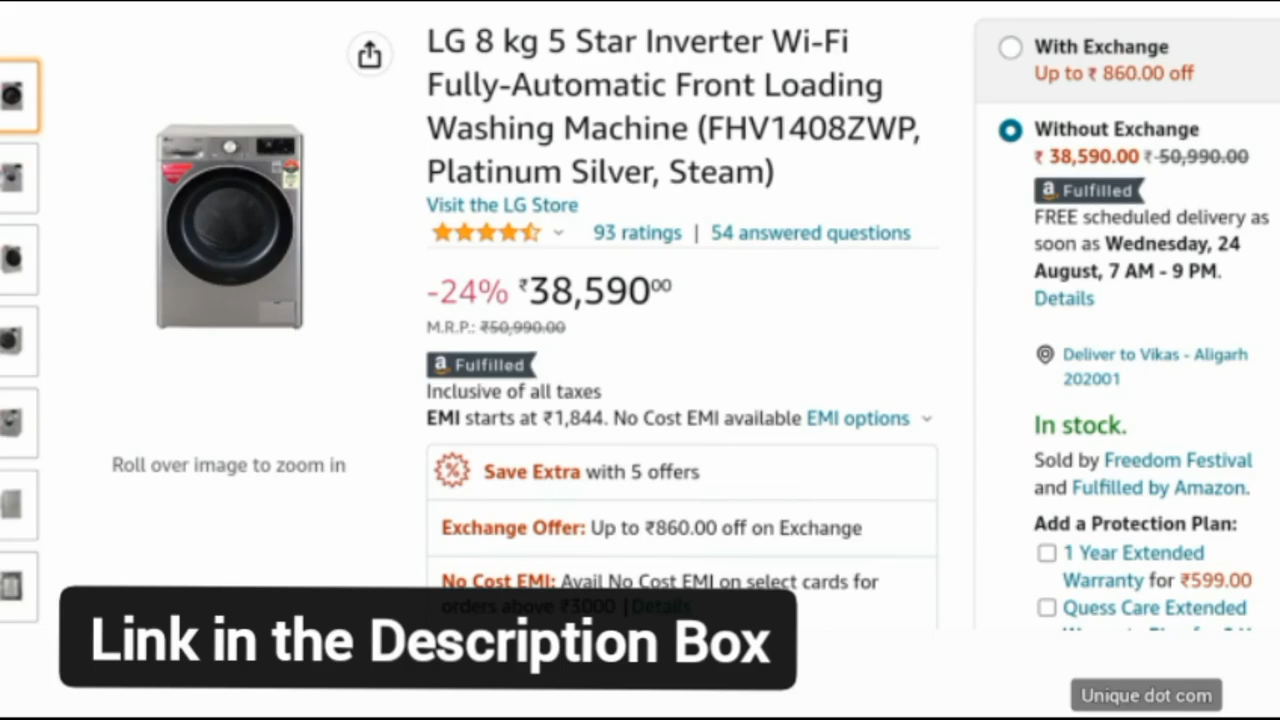 LG 8 kg 5 Star Inverter Wi-Fi
Fully-Automatic Front Loading
Washing Machine (FHV1408ZWP,
Platinum Silver, Steam)
Visit the LG Store
93 ratings | 54 answered questions
-24% ₹38,59000
M.R.P.: ₹50,990.00
a Fulfilled
Inclusive of all taxes
EMI starts at ₹1,844. No Cost EMI available EMI options
Save Extra with 5 offers
Exchange Offer: Up to ₹860.00 off on Exchange
No Cost EMI: Avail No Cost EMI on select cards for
orders above ₹3000 | Details
Roll over image to zoom in
With Exchange
Up to ₹ 860.00 off
Without Exchange
₹ 38,590.00 ₹ 50,990.00
a Fulfilled
FREE scheduled delivery as
soon as Wednesday, 24
August, 7 AM - 9 PM.
Details
Deliver to Vikas - Aligarh
202001
In stock.
Sold by Freedom Festival
and Fulfilled by Amazon.
Add a Protection Plan:
1 Year Extended
Warranty for ₹599.00
Quess Care Extended
Link in the Description Box
Unique dot com